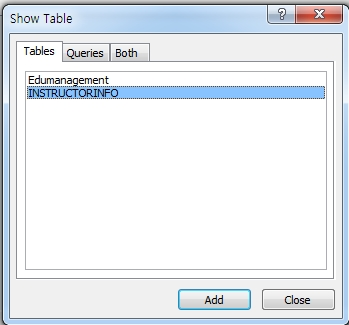 Show Table
Tables Queries Both
Edumanagement
INSTRUCTORINFO
Add Close